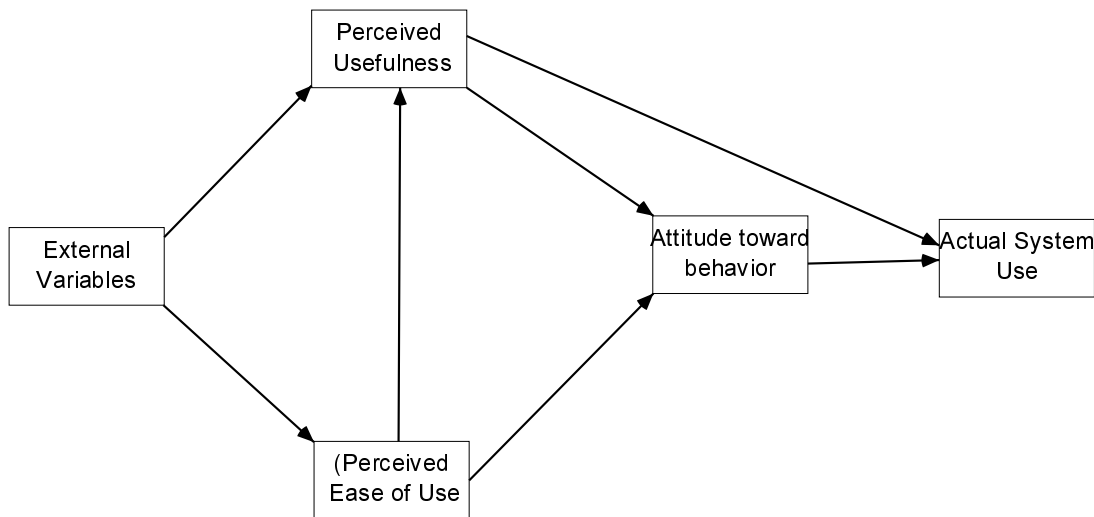 Perceived
Usefulness
External
Variables
Attitude toward
behavior
Actual System
Use
(Perceived
Ease of Use